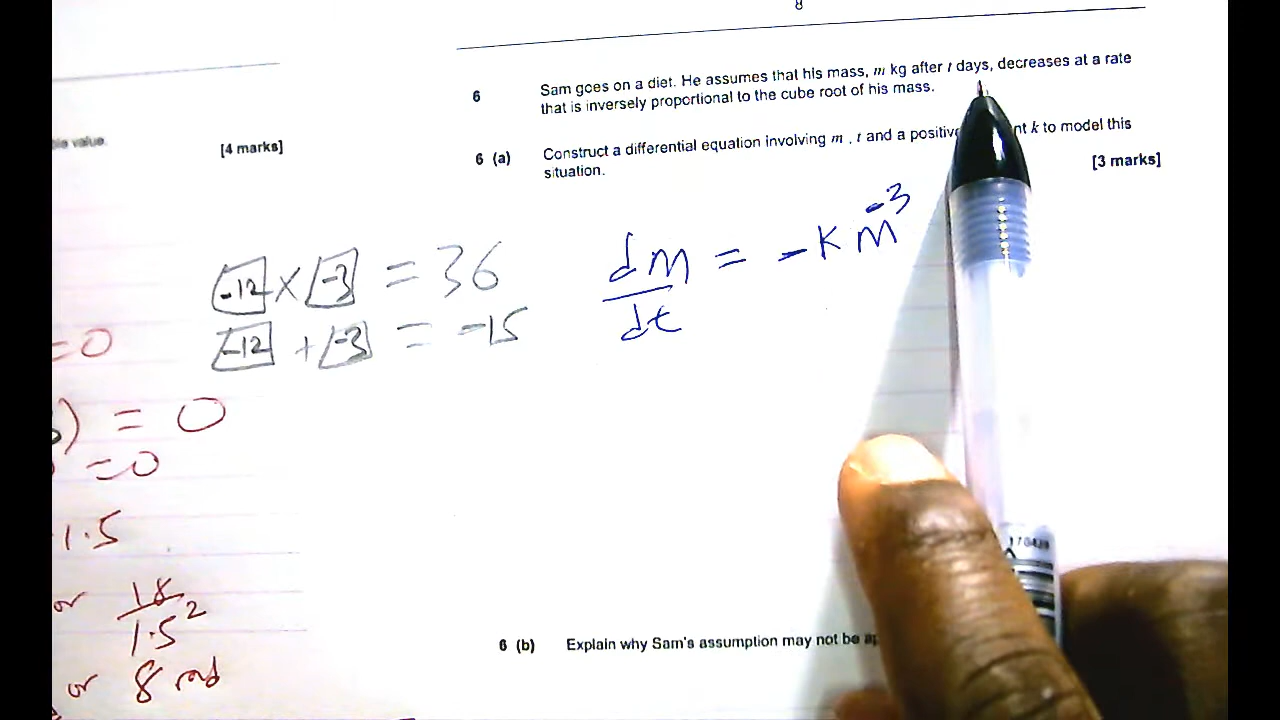 8
6 Sam goes on a diet. He assumes that his mass, m kg after t days, decreases at a rate
that is inversely proportional to the cube root of his mass.
value.
[4 marks]
6 (a) Construct a differential equation involving m , t and a k to model this
situation.
[3 marks]
dm/dt = -k m^-3
-12 × -3 = 36
-12 + -3 = -15
=0
) = 0
=0
1.5
or 18/1.5²
or 8 rad
6 (b) Explain why Sam's assumption may not be